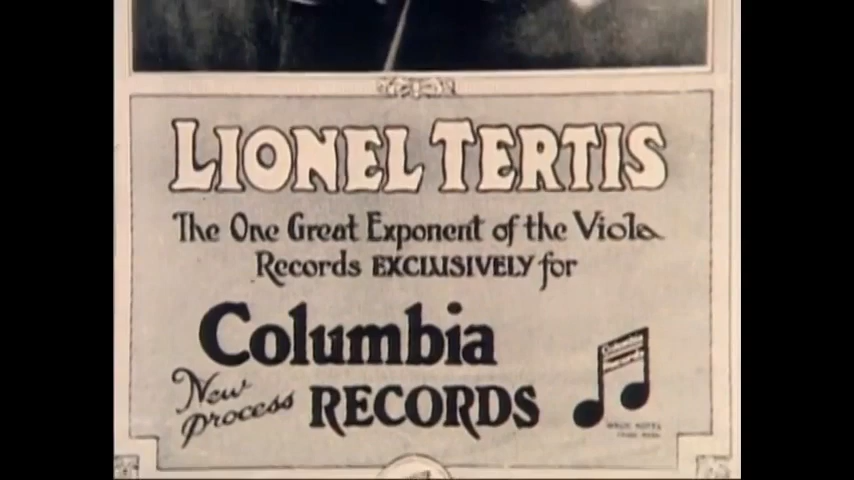 LIONEL TERTIS
The One Great Exponent of the Viola
Records EXCLUSIVELY for
Columbia
New process RECORDS